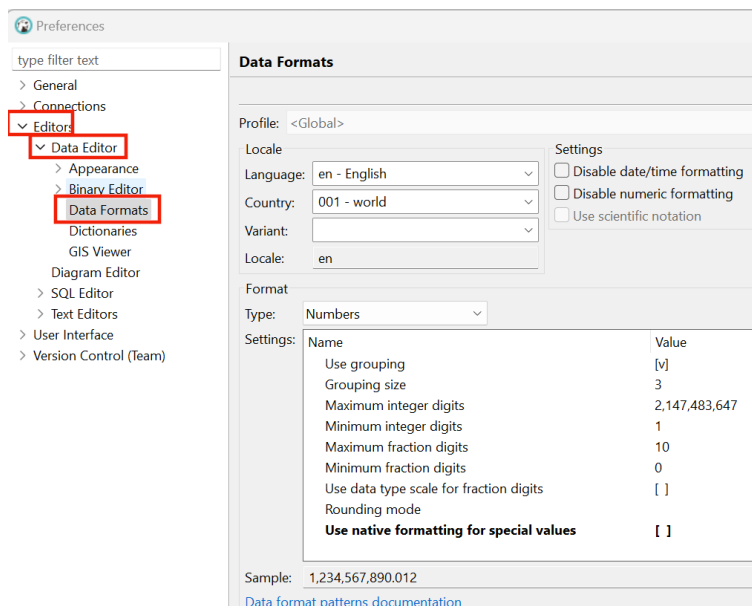 Preferences
type filter text
General
Connections
Editors
Data Editor
Appearance
Binary Editor
Data Formats
Dictionaries
GIS Viewer
Diagram Editor
SQL Editor
Text Editors
User Interface
Version Control (Team)
Data Formats
Profile: <Global>
Locale
Language: en - English
Country: 001 - world
Variant:
Locale: en
Settings
Disable date/time formatting
Disable numeric formatting
Use scientific notation
Format
Type: Numbers
Settings: Name Value
Use grouping [v]
Grouping size 3
Maximum integer digits 2,147,483,647
Minimum integer digits 1
Maximum fraction digits 10
Minimum fraction digits 0
Use data type scale for fraction digits [ ]
Rounding mode
Use native formatting for special values [ ]
Sample: 1,234,567,890.012
Data format patterns documentation